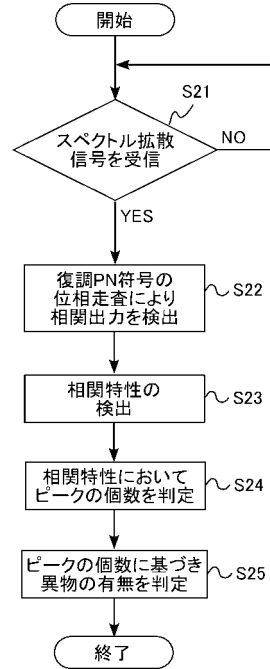 開始
S21
スペクトル拡散
信号を受信
NO
YES
復調PN符号の
位相走査により
相関出力を検出
S22
相関特性の
検出
S23
相関特性において
ピークの個数を判定
S24
ピークの個数に基づき
異物の有無を判定
S25
終了